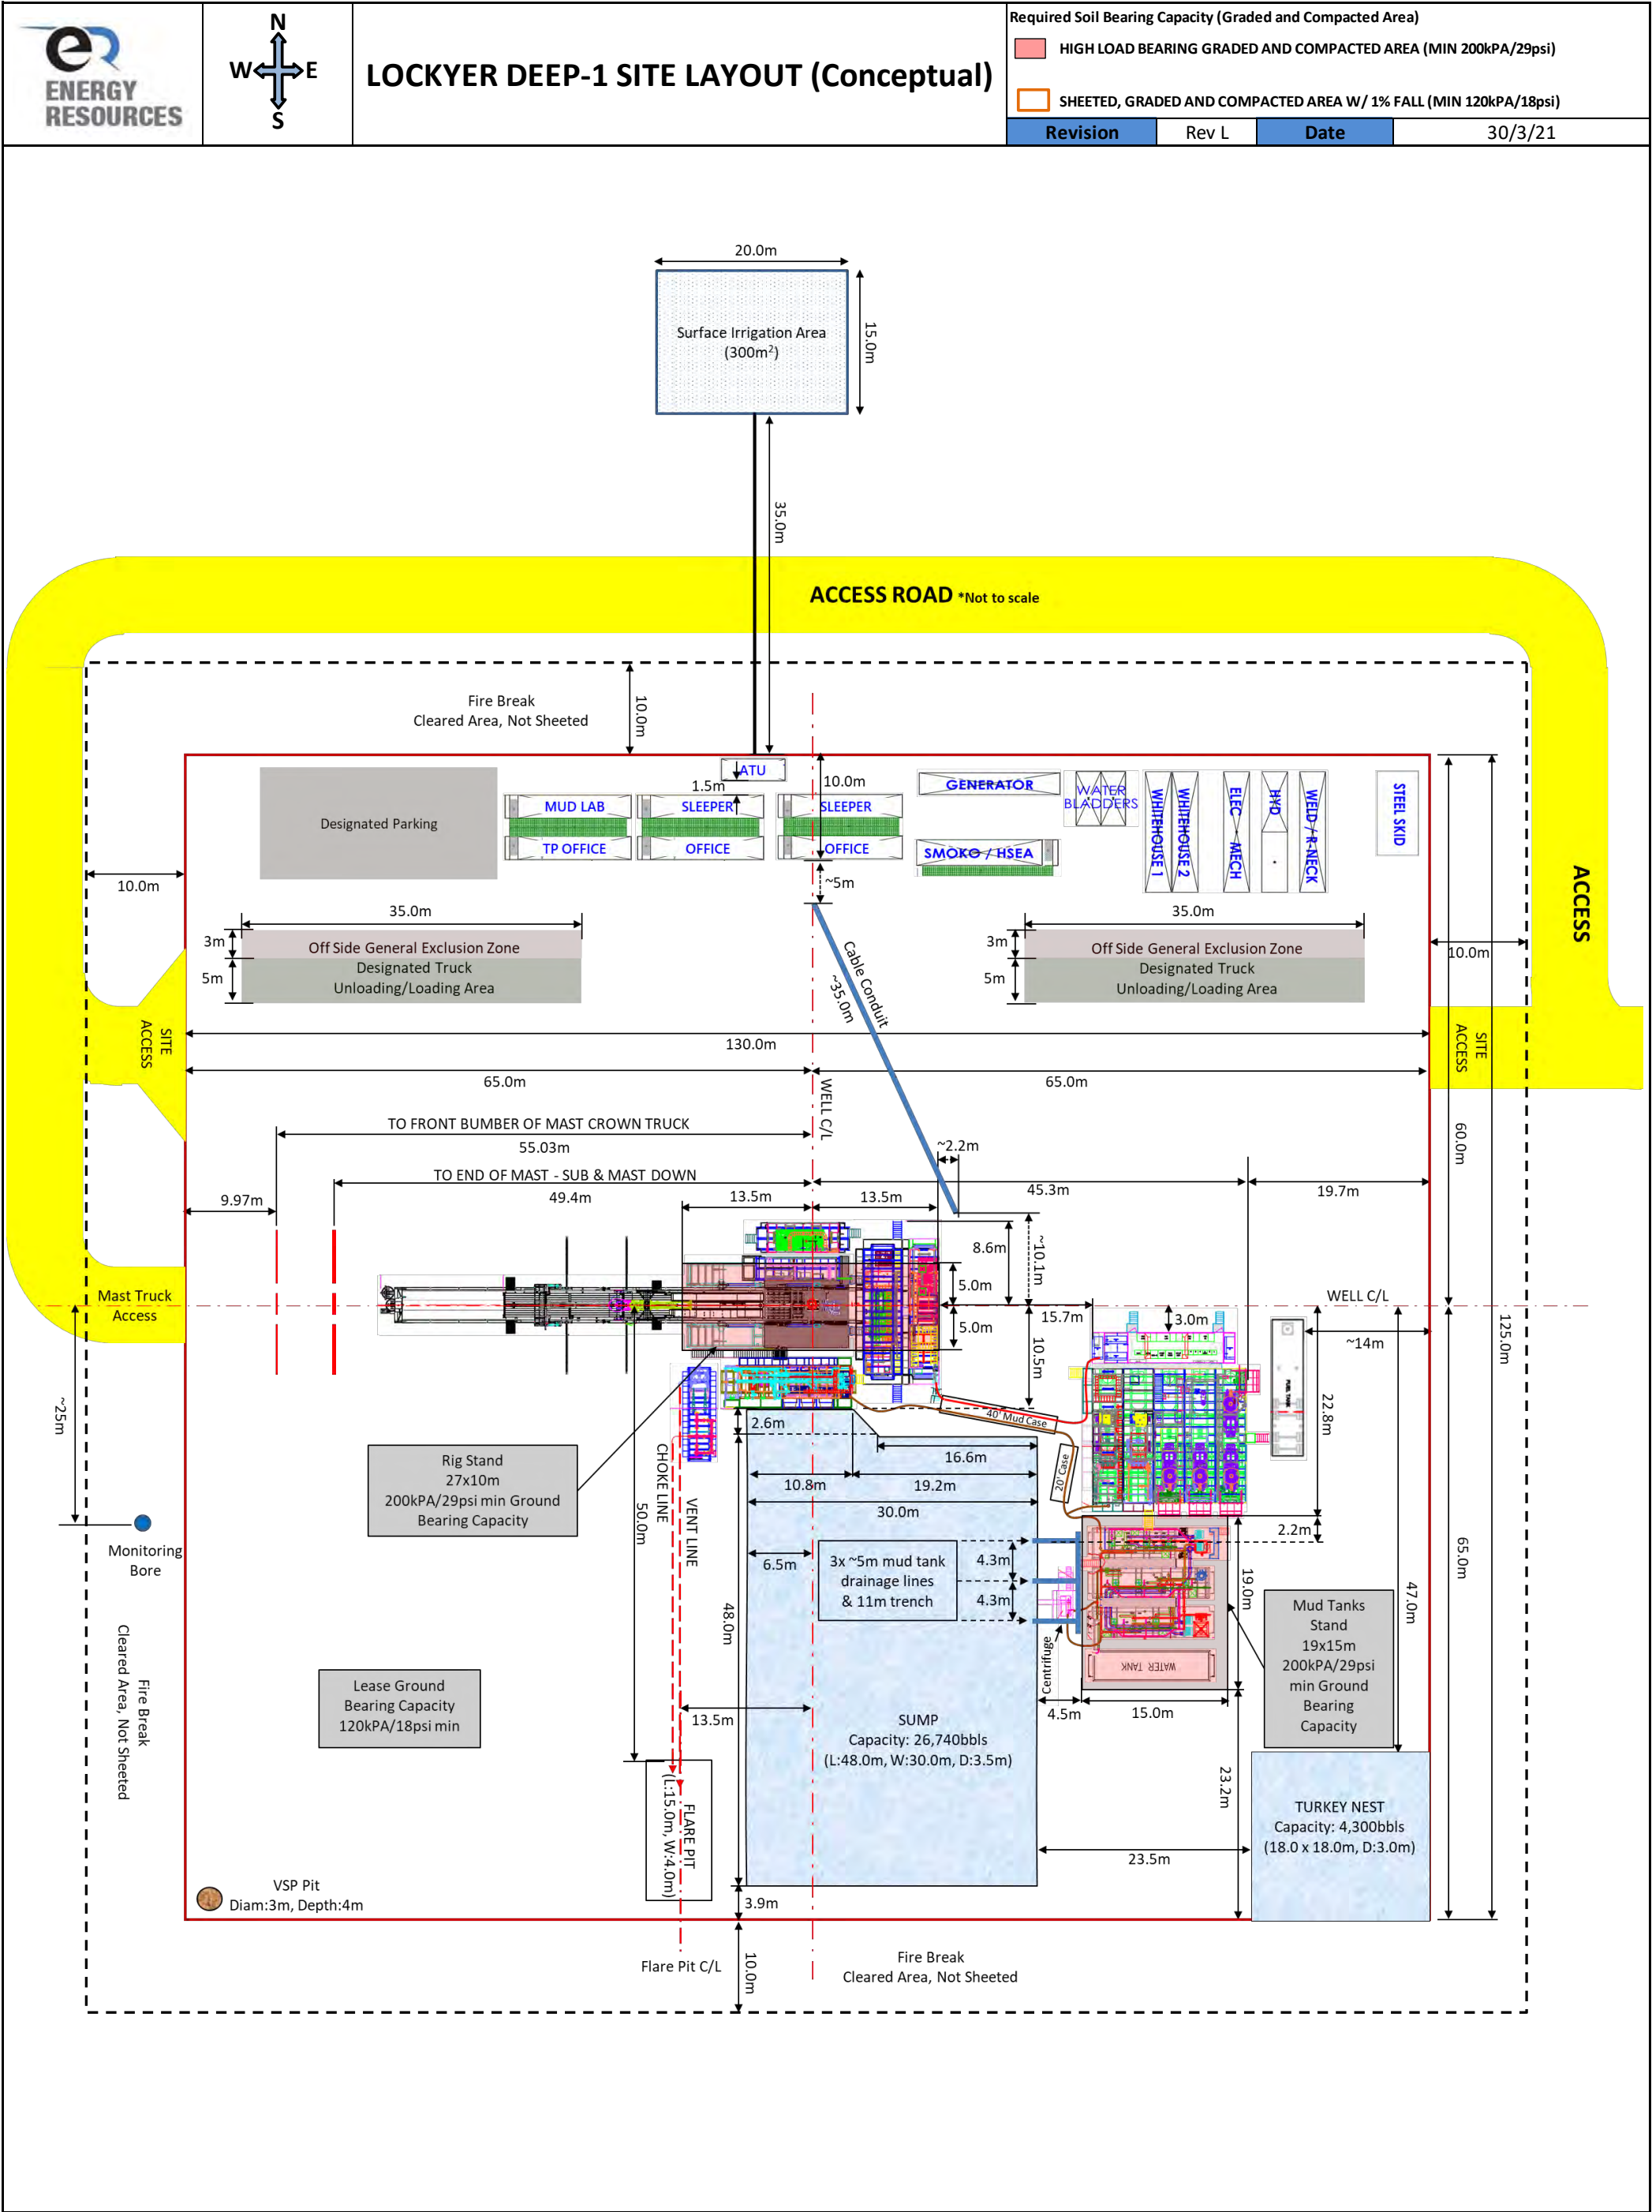 ENERGY
RESOURCES
N
W
E
S
LOCKYER DEEP-1 SITE LAYOUT (Conceptual)
Required Soil Bearing Capacity (Graded and Compacted Area)
HIGH LOAD BEARING GRADED AND COMPACTED AREA (MIN 200kPA/29psi)
SHEETED, GRADED AND COMPACTED AREA W/ 1% FALL (MIN 120kPA/18psi)
Revision
Rev L
Date
30/3/21
20.0m
Surface Irrigation Area
(300m²)
15.0m
35.0m
ACCESS ROAD *Not to scale
Fire Break
Cleared Area, Not Sheeted
10.0m
ATU
1.5m
10.0m
Designated Parking
MUD LAB
TP OFFICE
SLEEPER
OFFICE
SLEEPER
OFFICE
GENERATOR
SMOKO / HSEA
WATER
BLADDERS
WHITEHOUSE 1
WHITEHOUSE 2
ELEC MECH
HYD
WELD / R-NECK
STEEL SKID
ACCESS
10.0m
~5m
35.0m
35.0m
3m
Off Side General Exclusion Zone
5m
Designated Truck
Unloading/Loading Area
3m
Off Side General Exclusion Zone
5m
Designated Truck
Unloading/Loading Area
10.0m
Cable Conduit
~35.0m
SITE
ACCESS
SITE
ACCESS
130.0m
65.0m
65.0m
WELL C/L
TO FRONT BUMBER OF MAST CROWN TRUCK
55.03m
60.0m
~2.2m
TO END OF MAST - SUB & MAST DOWN
49.4m
9.97m
13.5m
13.5m
45.3m
19.7m
8.6m
~10.1m
5.0m
5.0m
Mast Truck
Access
WELL C/L
15.7m
3.0m
~14m
125.0m
10.5m
FUEL TANK
22.8m
~25m
2.6m
40' Mud Case
20' Case
Rig Stand
27x10m
200kPA/29psi min Ground
Bearing Capacity
CHOKE LINE
VENT LINE
50.0m
16.6m
10.8m
19.2m
30.0m
2.2m
Monitoring
Bore
6.5m
3x ~5m mud tank
drainage lines
& 11m trench
4.3m
4.3m
19.0m
47.0m
65.0m
48.0m
Mud Tanks
Stand
19x15m
200kPA/29psi
min Ground
Bearing
Capacity
Centrifuge
WATER TANK
Fire Break
Cleared Area, Not Sheeted
Lease Ground
Bearing Capacity
120kPA/18psi min
13.5m
4.5m
15.0m
SUMP
Capacity: 26,740bbls
(L:48.0m, W:30.0m, D:3.5m)
23.2m
FLARE PIT
(L:15.0m, W:4.0m)
TURKEY NEST
Capacity: 4,300bbls
(18.0 x 18.0m, D:3.0m)
23.5m
VSP Pit
Diam:3m, Depth:4m
3.9m
Flare Pit C/L
10.0m
Fire Break
Cleared Area, Not Sheeted